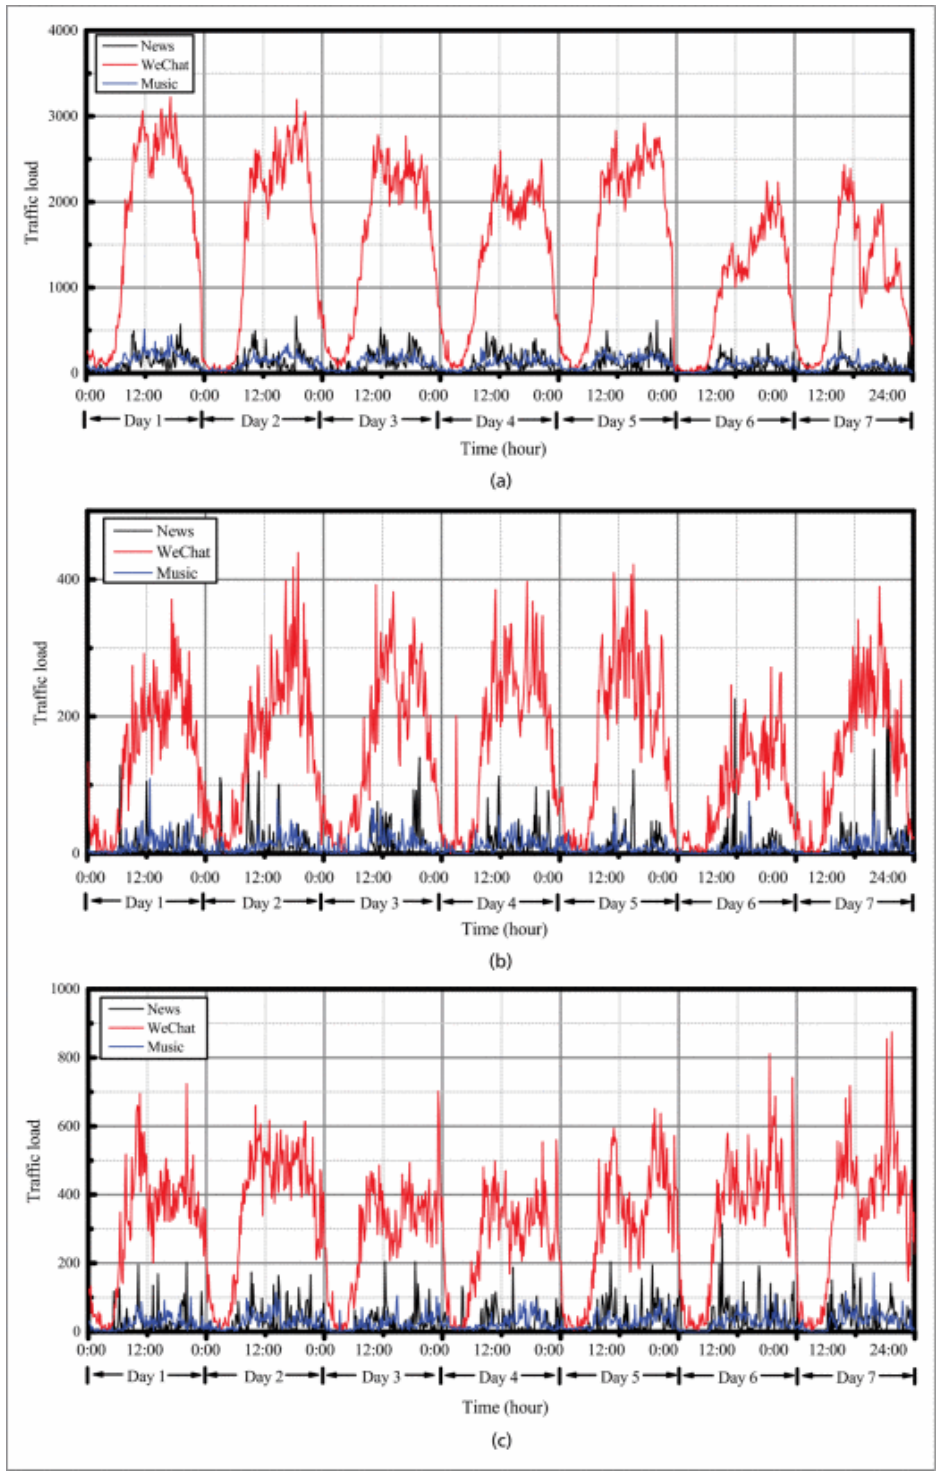 4000
3000
2000
1000
0
Traffic load
News
WeChat
Music
0:00 12:00 0:00 12:00 0:00 12:00 0:00 12:00 0:00 12:00 0:00 12:00 0:00 12:00 24:00
Day 1 Day 2 Day 3 Day 4 Day 5 Day 6 Day 7
Time (hour)
(a)
400
200
0
Traffic load
News
WeChat
Music
0:00 12:00 0:00 12:00 0:00 12:00 0:00 12:00 0:00 12:00 0:00 12:00 0:00 12:00 24:00
Day 1 Day 2 Day 3 Day 4 Day 5 Day 6 Day 7
Time (hour)
(b)
1000
800
600
400
200
0
Traffic load
News
WeChat
Music
0:00 12:00 0:00 12:00 0:00 12:00 0:00 12:00 0:00 12:00 0:00 12:00 0:00 12:00 24:00
Day 1 Day 2 Day 3 Day 4 Day 5 Day 6 Day 7
Time (hour)
(c)